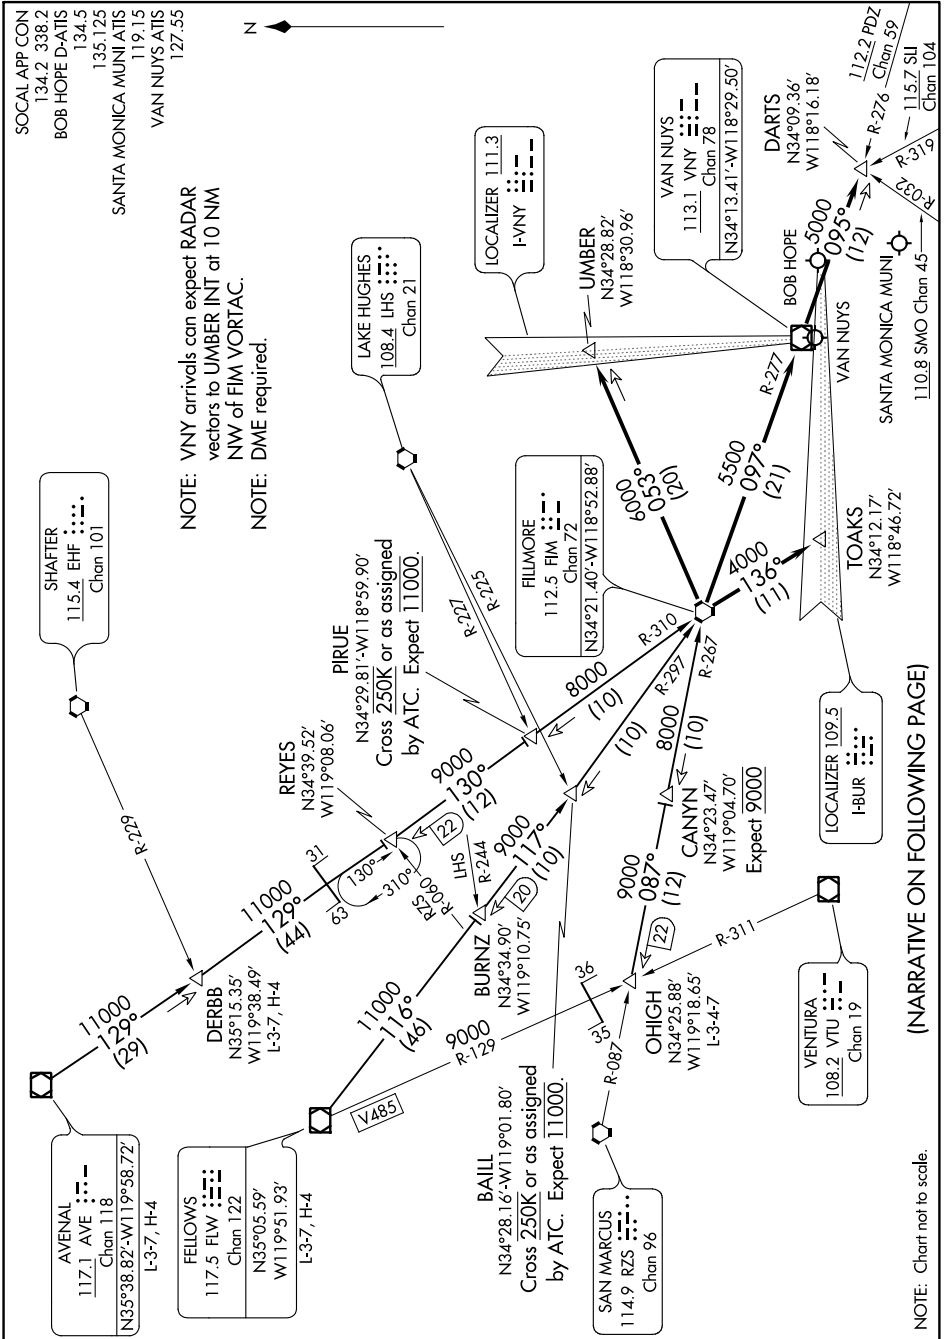 SOCAL APP CON
134.2 338.2
BOB HOPE D-ATIS
134.5
135.125
SANTA MONICA MUNI ATIS
119.15
VAN NUYS ATIS
127.55
N
NOTE: VNY arrivals can expect RADAR
vectors to UMBER INT at 10 NM
NW of FIM VORTAC.
NOTE: DME required.
SHAFTER
115.4 EHF
Chan 101
R-229
LAKE HUGHES
108.4 LHS
Chan 21
R-227
R-225
LOCALIZER 111.3
I-VNY
UMBER
N34°28.82'
W118°30.96'
VAN NUYS
113.1 VNY
Chan 78
N34°13.41'-W118°29.50'
DARTS
N34°09.36'
W118°16.18'
112.2 PDZ
Chan 59
R-276
115.7 SLI
Chan 104
R-319
R-032
5000
095°
(12)
BOB HOPE
VAN NUYS
SANTA MONICA MUNI
110.8 SMO Chan 45
R-277
6000
053°
(20)
5500
097°
(21)
4000
136°
(11)
TOAKS
N34°12.17'
W118°46.72'
LOCALIZER 109.5
I-BUR
FILLMORE
112.5 FIM
Chan 72
N34°21.40'-W118°52.88'
R-310
R-297
R-267
PIRUE
N34°29.81'-W118°59.90'
Cross 250K or as assigned
by ATC. Expect 11000.
8000
(10)
(10)
8000
(10)
REYES
N34°39.52'
W119°08.06'
9000
130°
(12)
22
31
63
130°
310°
R-060
RZS
LHS
R-244
9000
117°
(10)
20
BURNZ
N34°34.90'
W119°10.75'
CANYN
N34°23.47'
W119°04.70'
Expect 9000
9000
087°
(12)
22
11000
129°
(44)
11000
129°
(29)
DERBB
N35°15.35'
W119°38.49'
L-3-7, H-4
11000
116°
(46)
9000
R-129
36
35
V485
OHIGH
N34°25.88'
W119°18.65'
L-3-4-7
R-087
R-311
VENTURA
108.2 VTU
Chan 19
AVENAL
117.1 AVE
Chan 118
N35°38.82'-W119°58.72'
L-3-7, H-4
FELLOWS
117.5 FLW
Chan 122
N35°05.59'
W119°51.93'
L-3-7, H-4
BAILL
N34°28.16'-W119°01.80'
Cross 250K or as assigned
by ATC. Expect 11000.
SAN MARCUS
114.9 RZS
Chan 96
(NARRATIVE ON FOLLOWING PAGE)
NOTE: Chart not to scale.